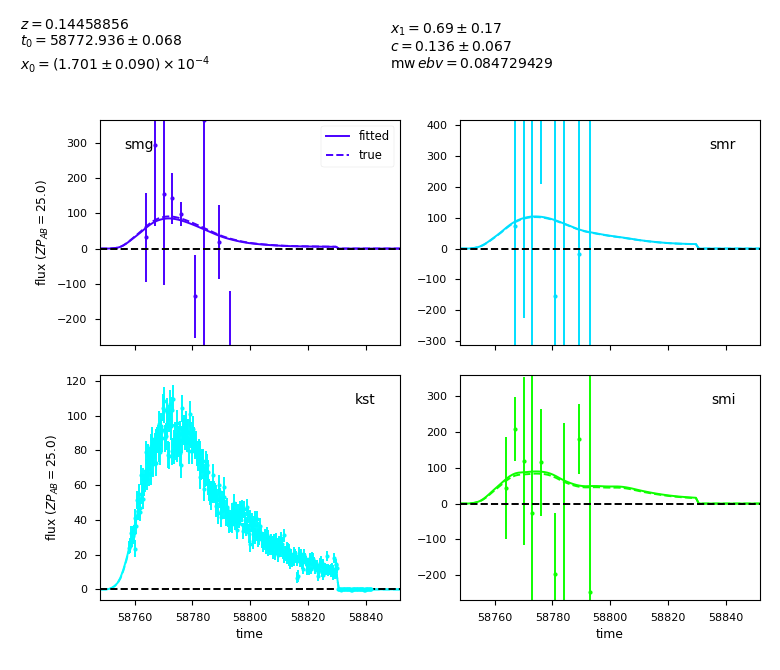 z = 0.14458856
t₀ = 58772.936 ± 0.068
x₀ = (1.701 ± 0.090) × 10⁻⁴
x₁ = 0.69 ± 0.17
c = 0.136 ± 0.067
mw ebv = 0.084729429
smg
fitted
true
flux (ZP_AB = 25.0)
300
200
100
0
−100
−200
smr
400
300
200
100
0
−100
−200
−300
kst
flux (ZP_AB = 25.0)
120
100
80
60
40
20
0
58760 58780 58800 58820 58840
time
smi
300
200
100
0
−100
−200
58760 58780 58800 58820 58840
time